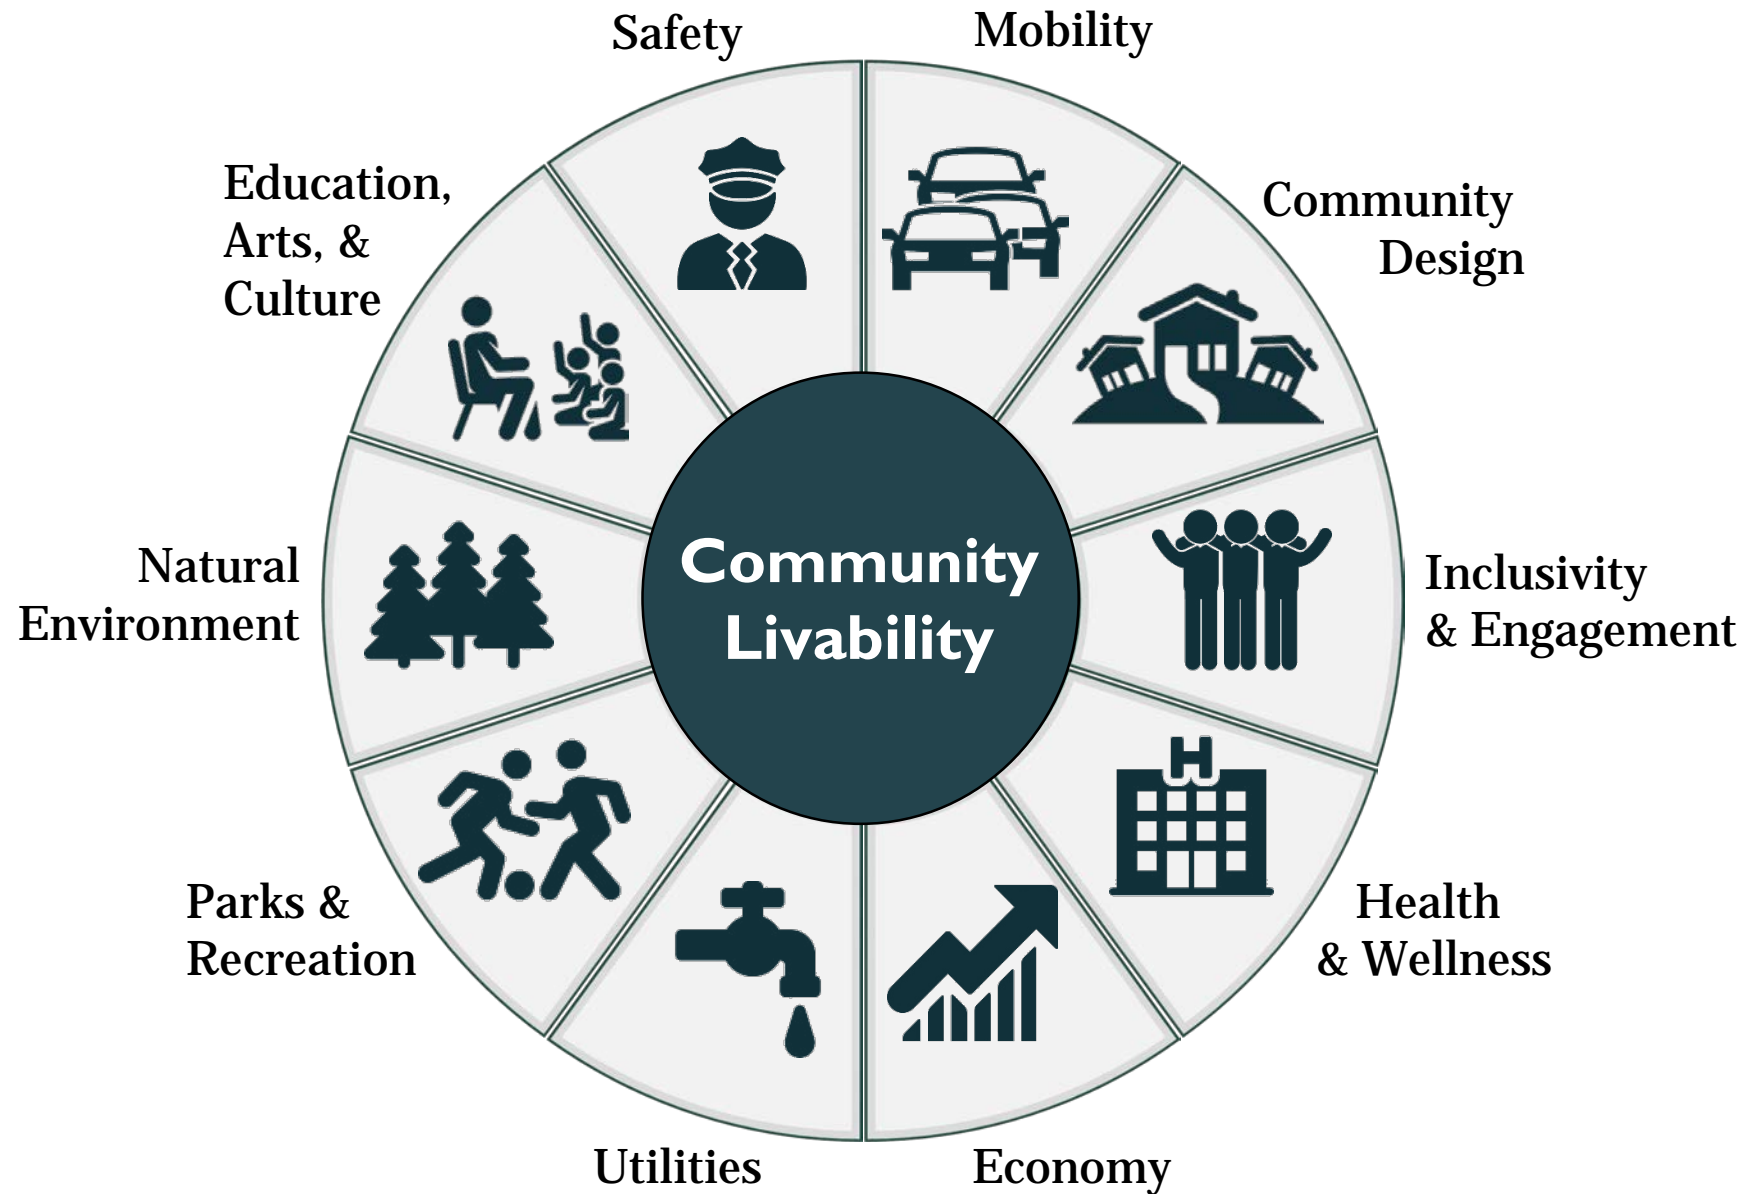 Safety
Mobility
Community
Design
Inclusivity
& Engagement
Health
& Wellness
Economy
Utilities
Parks &
Recreation
Natural
Environment
Education,
Arts, &
Culture
Community
Livability
H